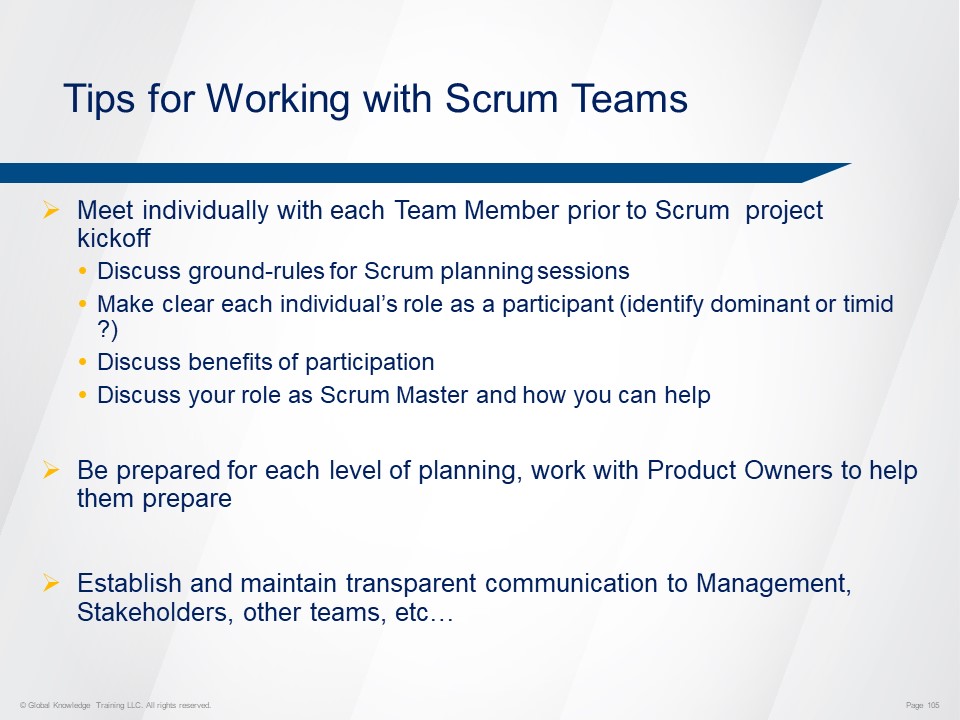 Tips for Working with Scrum Teams
➢ Meet individually with each Team Member prior to Scrum  project
kickoff
• Discuss ground-rules for Scrum planning sessions
• Make clear each individual’s role as a participant (identify dominant or timid
?)
• Discuss benefits of participation
• Discuss your role as Scrum Master and how you can help
➢ Be prepared for each level of planning, work with Product Owners to help
them prepare
➢ Establish and maintain transparent communication to Management,
Stakeholders, other teams, etc…
© Global Knowledge Training LLC. All rights reserved.
Page 105